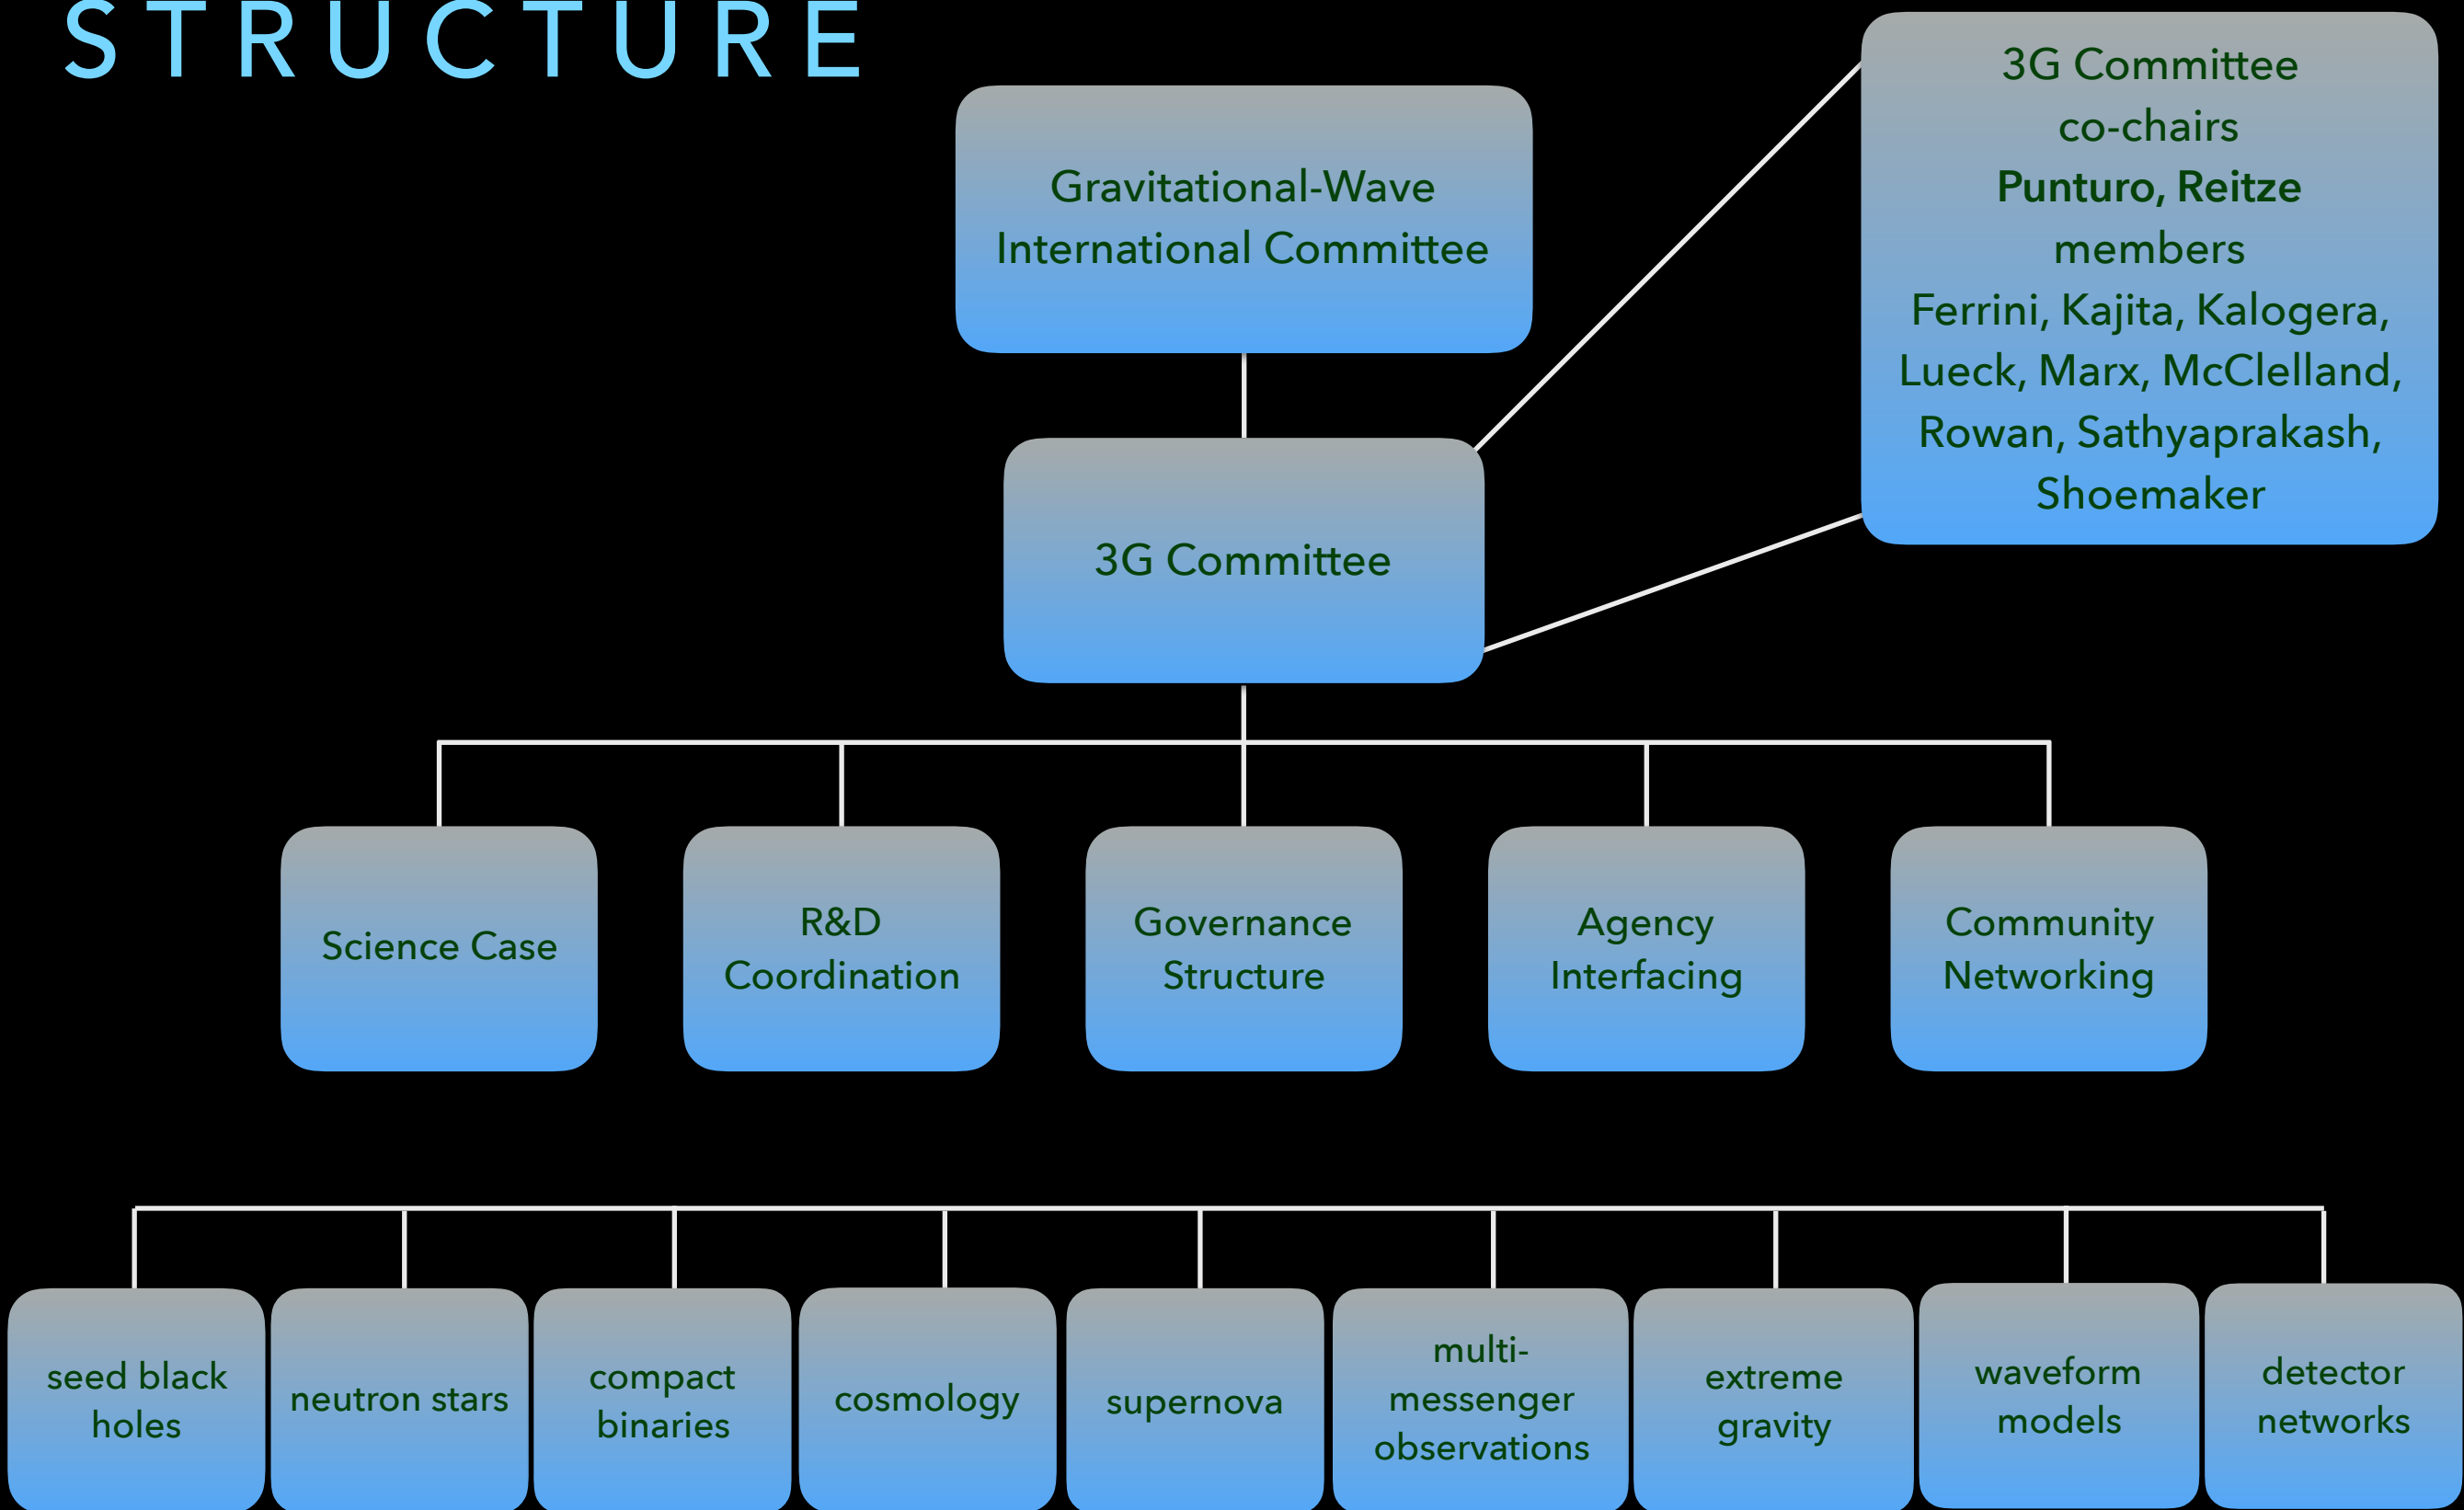 STRUCTURE
Gravitational-Wave
International Committee
3G Committee
co-chairs
Punturo, Reitze
members
Ferrini, Kajita, Kalogera,
Lueck, Marx, McClelland,
Rowan, Sathyaprakash,
Shoemaker
3G Committee
Science Case
R&D
Coordination
Governance
Structure
Agency
Interfacing
Community
Networking
seed black
holes
neutron stars
compact
binaries
cosmology
supernova
multi-
messenger
observations
extreme
gravity
waveform
models
detector
networks